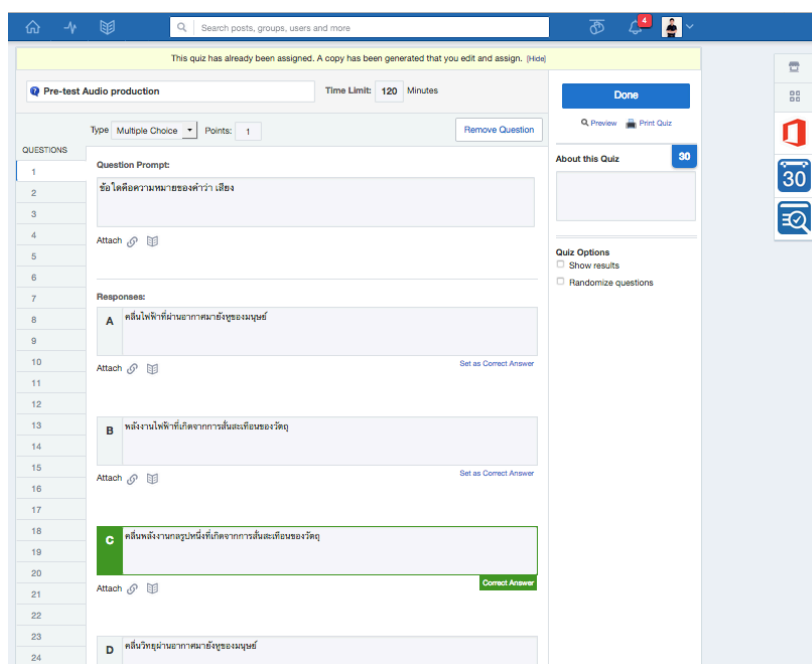 Search posts, groups, users and more
4
This quiz has already been assigned. A copy has been generated that you edit and assign. (Hide)
Pre-test Audio production
Time Limit: 120 Minutes
Done
Preview Print Quiz
Type Multiple Choice Points: 1
Remove Question
QUESTIONS
About this Quiz 30
1
2
3
4
5
6
7
8
9
10
11
12
13
14
15
16
17
18
19
20
21
22
23
24
Question Prompt:
ข้อใดคือความหมายของคำว่า เสียง
Attach
Responses:
A คลื่นไฟฟ้าที่ผ่านอากาศมายังหูของมนุษย์
Attach
Set as Correct Answer
B พลังงานไฟฟ้าที่เกิดจากการสั่นสะเทือนของวัตถุ
Attach
Set as Correct Answer
C คลื่นพลังงานกลรูปหนึ่งที่เกิดจากการสั่นสะเทือนของวัตถุ
Correct Answer
Attach
D คลื่นวิทยุผ่านอากาศมายังหูของมนุษย์
Quiz Options
Show results
Randomize questions
30